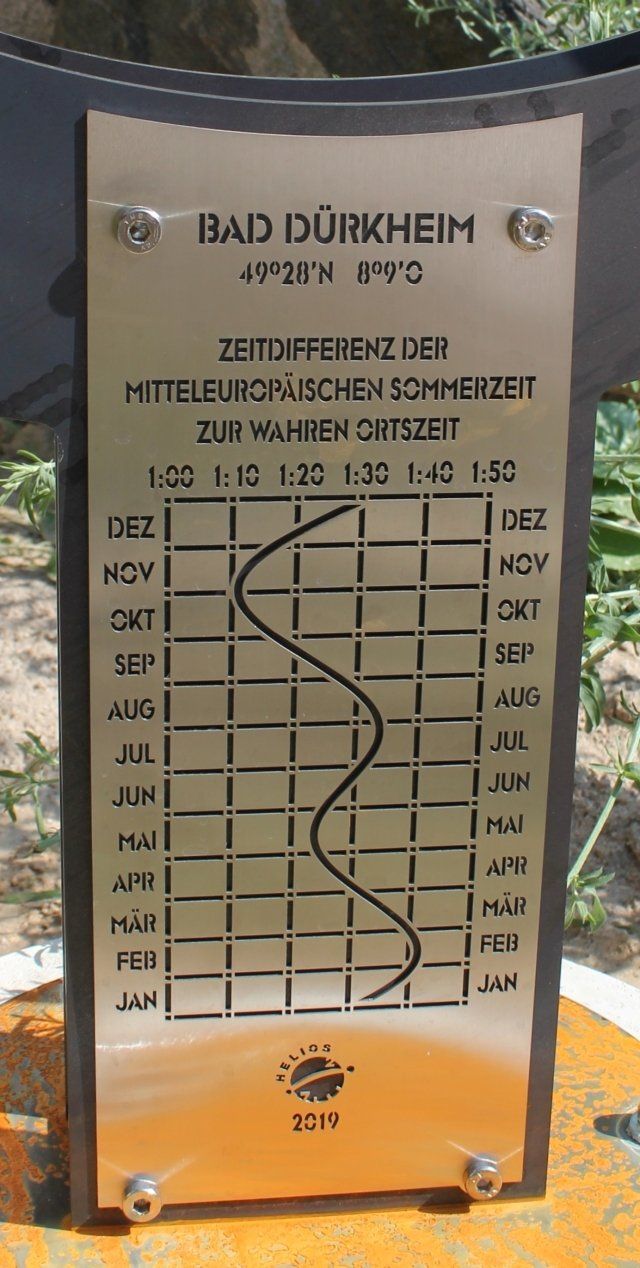 BAD DÜRKHEIM
49°28'N 8°9'O
ZEITDIFFERENZ DER
MITTELEUROPÄISCHEN SOMMERZEIT
ZUR WAHREN ORTSZEIT
1:00 1:10 1:20 1:30 1:40 1:50
DEZ DEZ
NOV NOV
OKT OKT
SEP SEP
AUG AUG
JUL JUL
JUN JUN
MAI MAI
APR APR
MÄR MÄR
FEB FEB
JAN JAN
HELIOS
2019